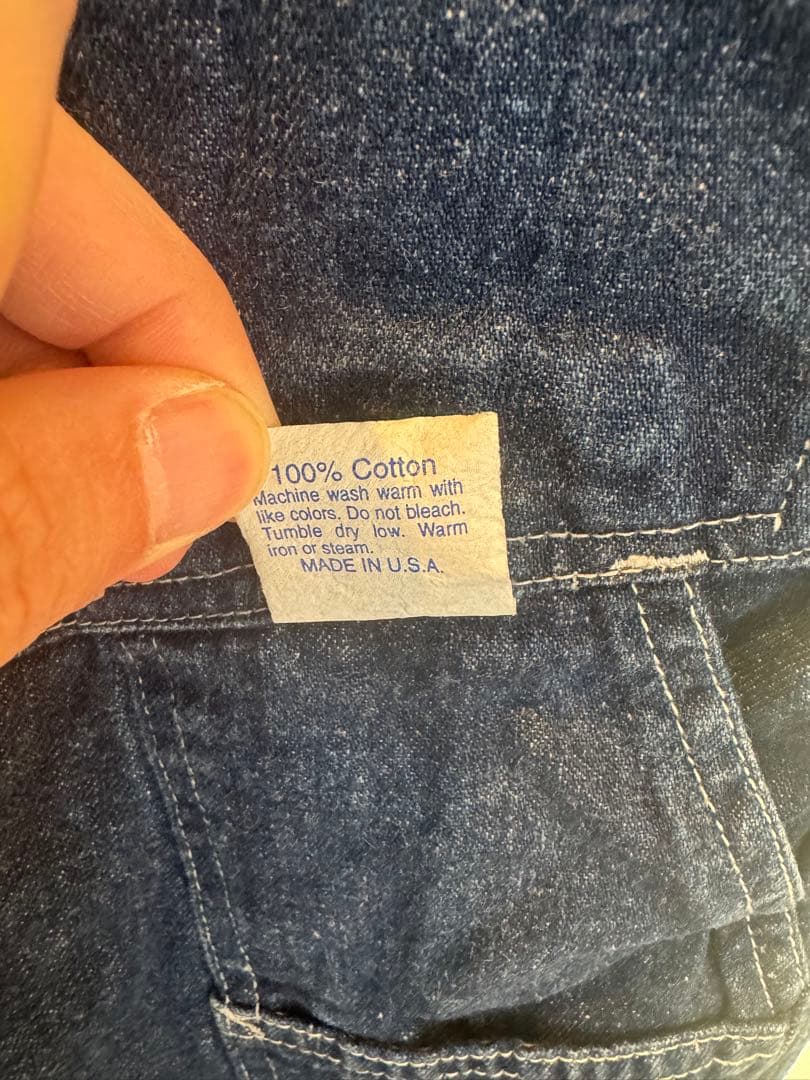 100% Cotton
Machine wash warm with
like colors. Do not bleach.
Tumble dry low. Warm
iron or steam.
MADE IN U.S.A.